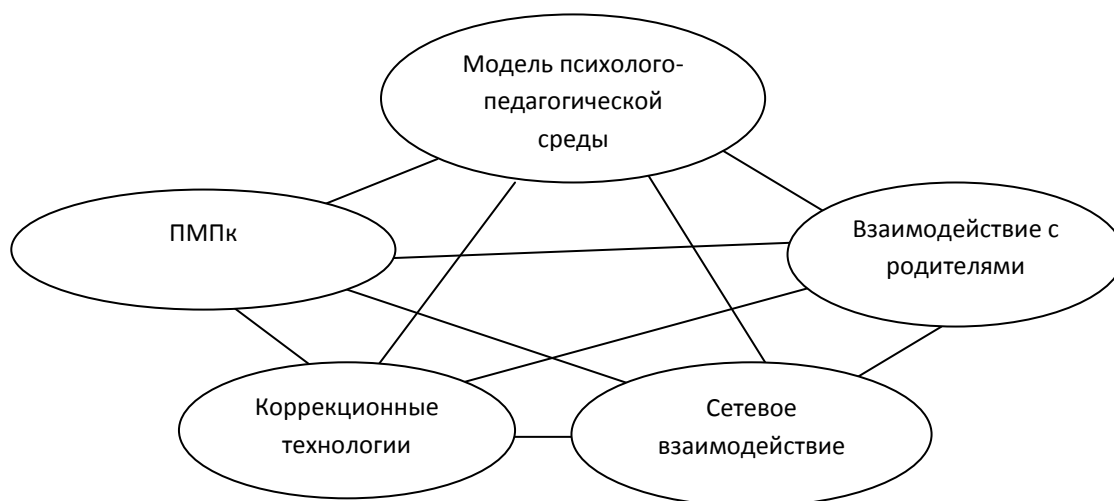 Модель психолого-
педагогической
среды
ПМПк
Взаимодействие с
родителями
Коррекционные
технологии
Сетевое
взаимодействие